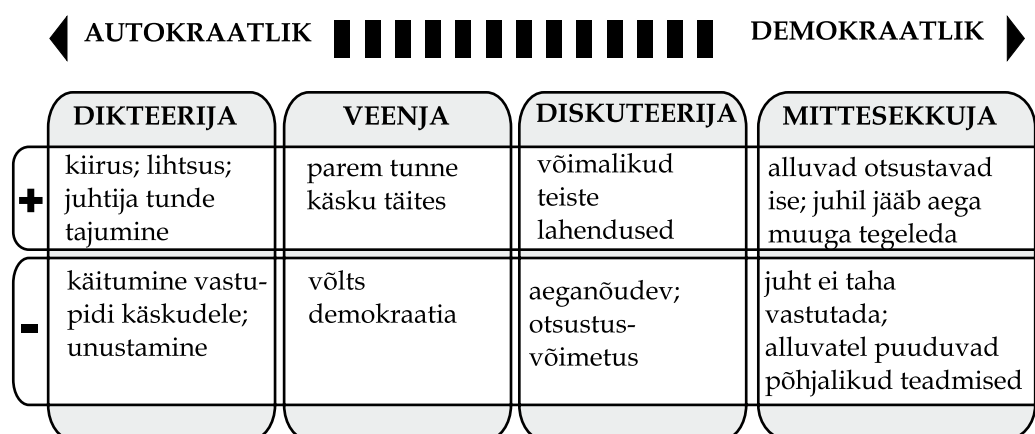 AUTOKRAATLIK DEMOKRAATLIK
DIKTEERIJA VEENJA DISKUTEERIJA MITTESEKKUJA
+
kiirus; lihtsus;
juhtija tunde
tajumine
parem tunne
käsku täites
võimalikud
teiste
lahendused
alluvad otsustavad
ise; juhil jääb aega
muuga tegeleda
-
käitumine vastu-
pidi käskudele;
unustamine
võlts
demokraatia
aeganõudev;
otsustus-
võimetus
juht ei taha
vastutada;
alluvatel puuduvad
põhjalikud teadmised